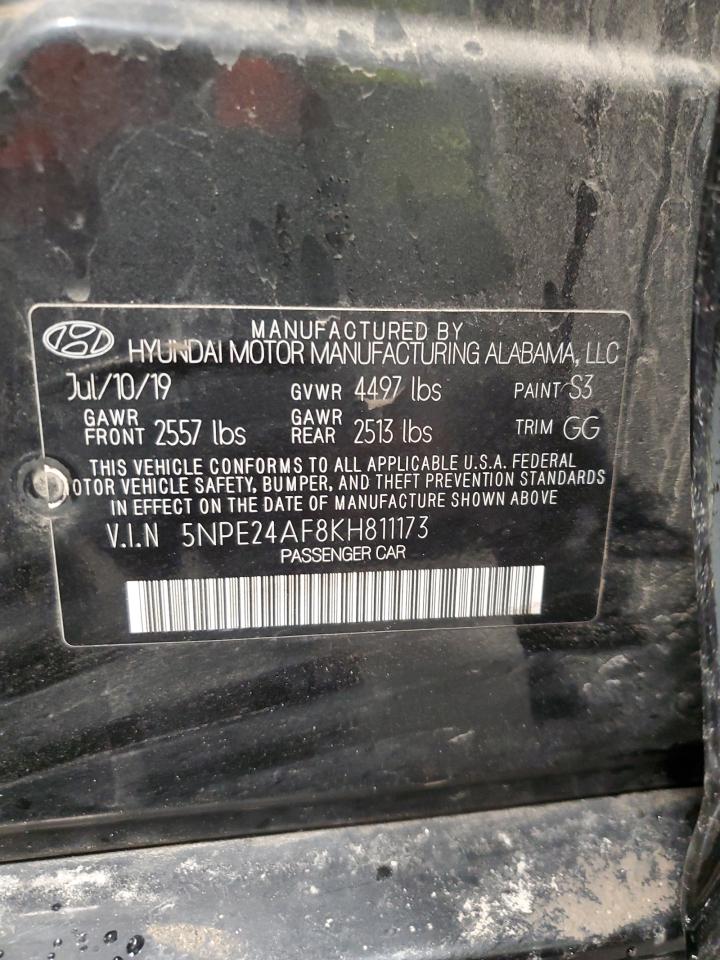 MANUFACTURED BY
HYUNDAI MOTOR MANUFACTURING ALABAMA, LLC
Jul/10/19 GVWR 4497 lbs PAINT S3
GAWR FRONT 2557 lbs GAWR REAR 2513 lbs TRIM GG
THIS VEHICLE CONFORMS TO ALL APPLICABLE U.S.A. FEDERAL
MOTOR VEHICLE SAFETY, BUMPER, AND THEFT PREVENTION STANDARDS
IN EFFECT ON THE DATE OF MANUFACTURE SHOWN ABOVE
V.I.N 5NPE24AF8KH811173
PASSENGER CAR